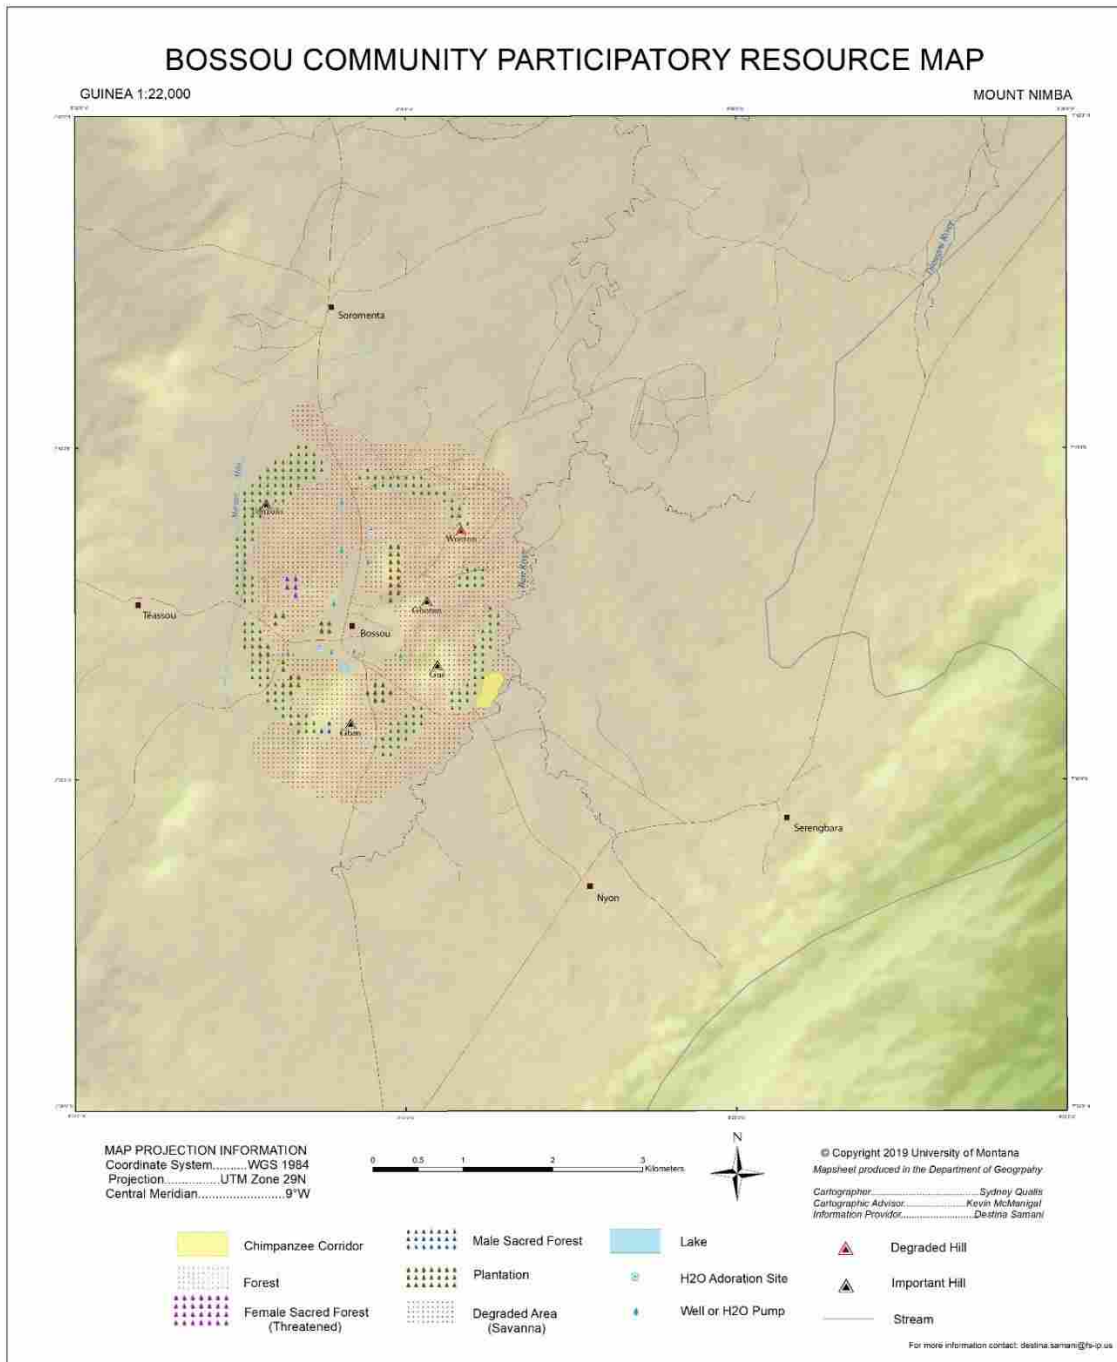 BOSSOU COMMUNITY PARTICIPATORY RESOURCE MAP
GUINEA 1:22,000
MOUNT NIMBA
Soromenta
Wonton
Téassou
Bossou
Gban
Serengbara
Nyon
MAP PROJECTION INFORMATION
Coordinate System..........WGS 1984
Projection................UTM Zone 29N
Central Meridian.........................9°W
0 0.5 1 2 3
Kilometers
N
© Copyright 2019 University of Montana
Mapsheet produced in the Department of Geogrpahy
Cartographer....................................Sydney Qualls
Cartographic Advisor......................Kevin McManigal
Information Provider.......................Destina Samani
Chimpanzee Corridor
Forest
Female Sacred Forest
(Threatened)
Male Sacred Forest
Plantation
Degraded Area
(Savanna)
Lake
H2O Adoration Site
Well or H2O Pump
Degraded Hill
Important Hill
Stream
For more information contact: destina.samani@fs-ip.us